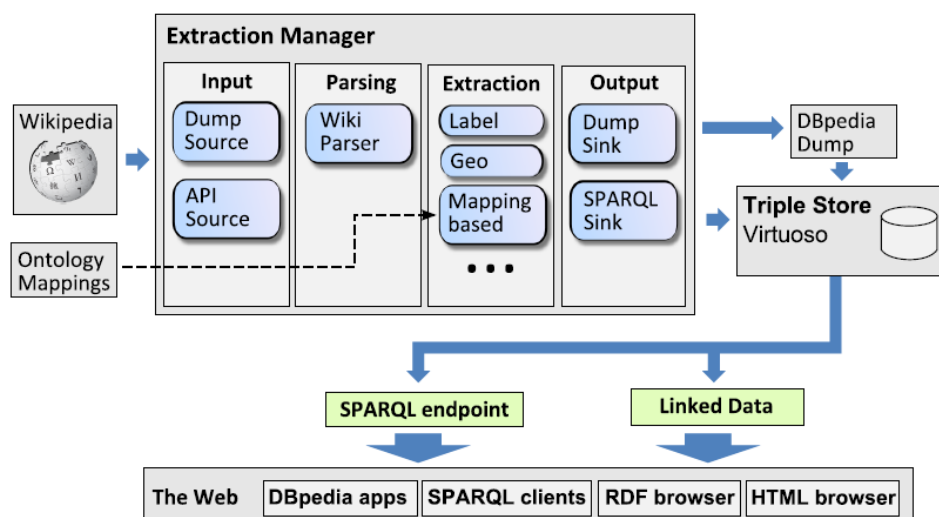 Extraction Manager
Input
Parsing
Extraction
Output
Wikipedia
Dump
Source
API
Source
Wiki
Parser
Label
Geo
Mapping
based
...
Dump
Sink
SPARQL
Sink
DBpedia
Dump
Triple Store
Virtuoso
Ontology
Mappings
SPARQL endpoint
Linked Data
The Web
DBpedia apps
SPARQL clients
RDF browser
HTML browser